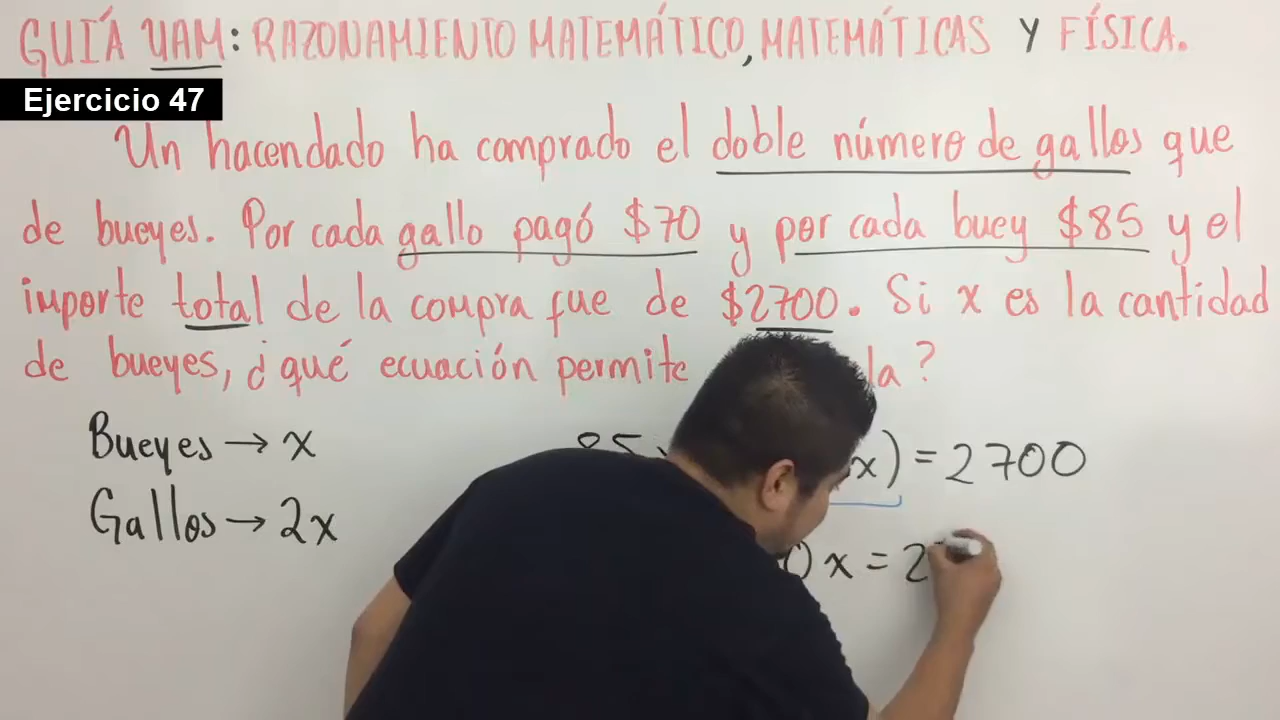 GUÍA UAM: RAZONAMIENTO MATEMÁTICO, MATEMÁTICAS Y FÍSICA.
Ejercicio 47
Un hacendado ha comprado el doble número de gallos que
de bueyes. Por cada gallo pagó $70 y por cada buey $85 y el
importe total de la compra fue de $2700. Si x es la cantidad
de bueyes, ¿qué ecuación permite la?
Bueyes → x
85 x) = 2700
Gallos → 2x
0x = 2